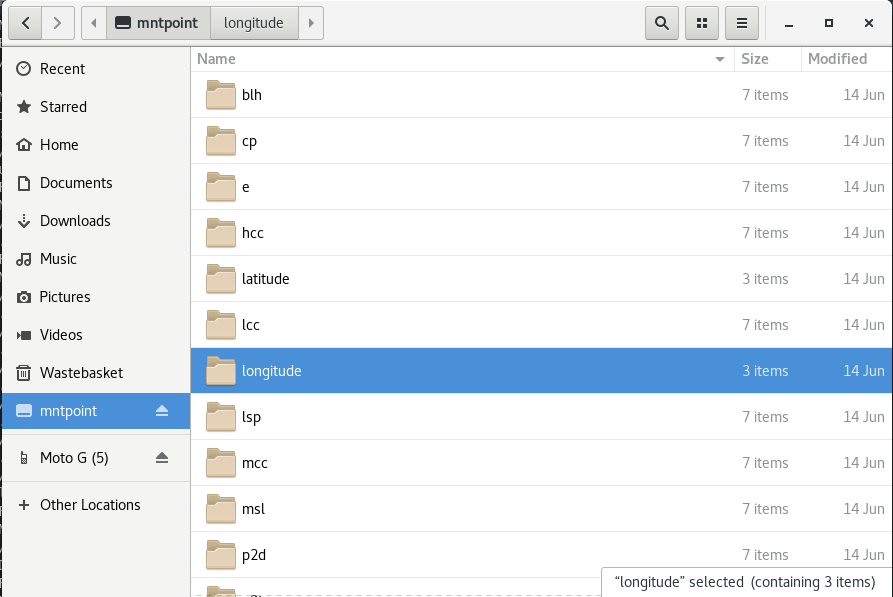 mntpoint longitude
Name Size Modified
Recent
Starred
Home
Documents
Downloads
Music
Pictures
Videos
Wastebasket
mntpoint
Moto G (5)
Other Locations
blh 7 items 14 Jun
cp 7 items 14 Jun
e 7 items 14 Jun
hcc 7 items 14 Jun
latitude 3 items 14 Jun
lcc 7 items 14 Jun
longitude 3 items 14 Jun
lsp 7 items 14 Jun
mcc 7 items 14 Jun
msl 7 items 14 Jun
p2d 7 items 14 Jun
“longitude” selected (containing 3 items)